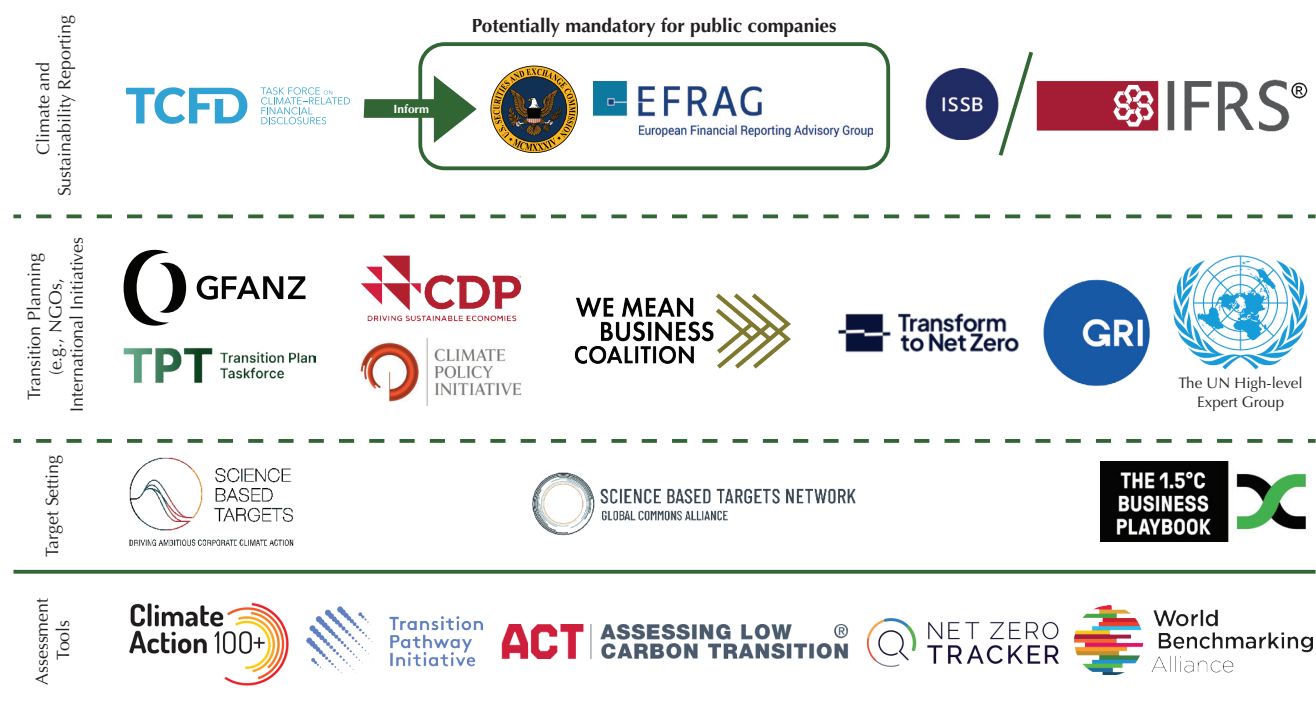 Potentially mandatory for public companies
Climate and
Sustainability Reporting
TCFD
TASK FORCE ON
CLIMATE–RELATED
FINANCIAL
DISCLOSURES
Inform
U.S. SECURITIES AND EXCHANGE COMMISSION
MCMXXXIV
EFRAG
European Financial Reporting Advisory Group
ISSB
IFRS®
Transition Planning
(e.g., NGOs,
International Initiatives
GFANZ
CDP
DRIVING SUSTAINABLE ECONOMIES
TPT
Transition Plan
Taskforce
CLIMATE
POLICY
INITIATIVE
WE MEAN
BUSINESS
COALITION
Transform
to Net Zero
GRI
The UN High-level
Expert Group
Target Setting
SCIENCE
BASED
TARGETS
DRIVING AMBITIOUS CORPORATE CLIMATE ACTION
SCIENCE BASED TARGETS NETWORK
GLOBAL COMMONS ALLIANCE
THE 1.5°C
BUSINESS
PLAYBOOK
Assessment
Tools
Climate
Action 100+
Transition
Pathway
Initiative
ACT
ASSESSING LOW
CARBON TRANSITION®
NET ZERO
TRACKER
World
Benchmarking
Alliance